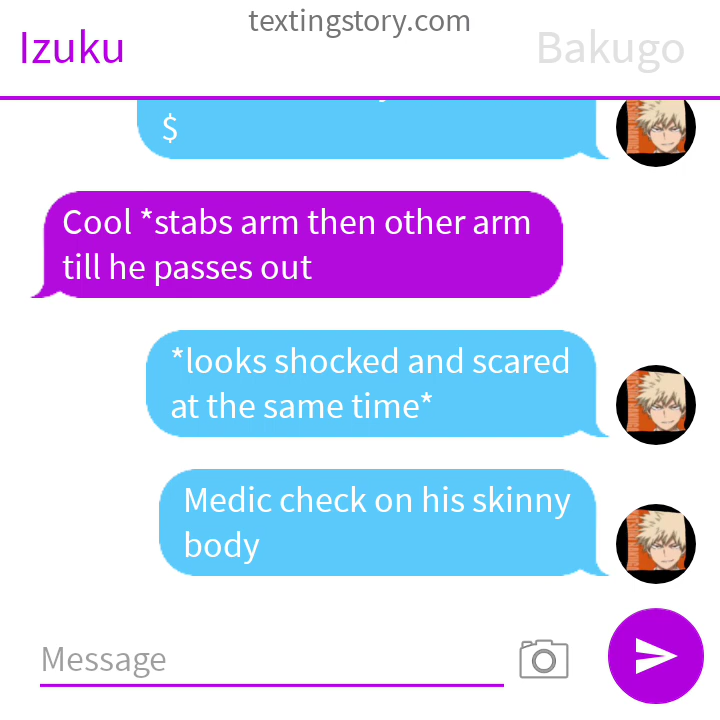 textingstory.com
Izuku
Bakugo
$
Cool *stabs arm then other arm
till he passes out
*looks shocked and scared
at the same time*
Medic check on his skinny
body
Message